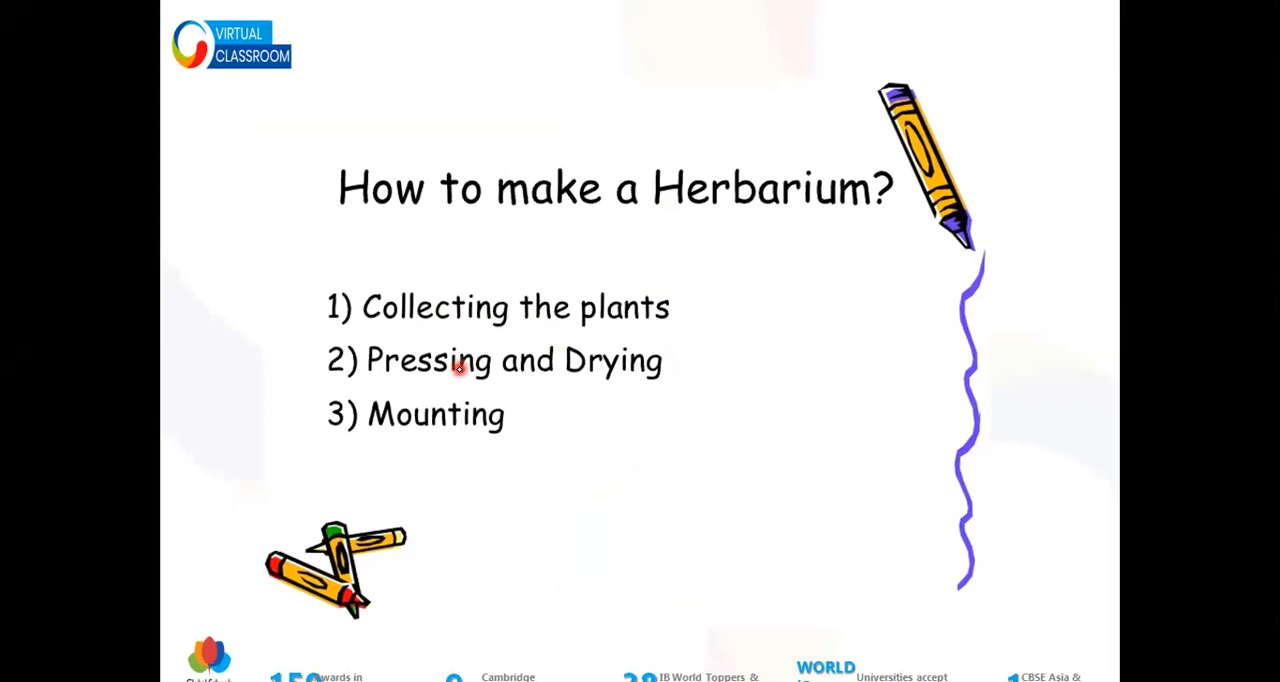 VIRTUAL
CLASSROOM
How to make a Herbarium?
1) Collecting the plants
2) Pressing and Drying
3) Mounting
Cambridge
IB World Toppers &
WORLD
Universities accept
CBSE Asia &